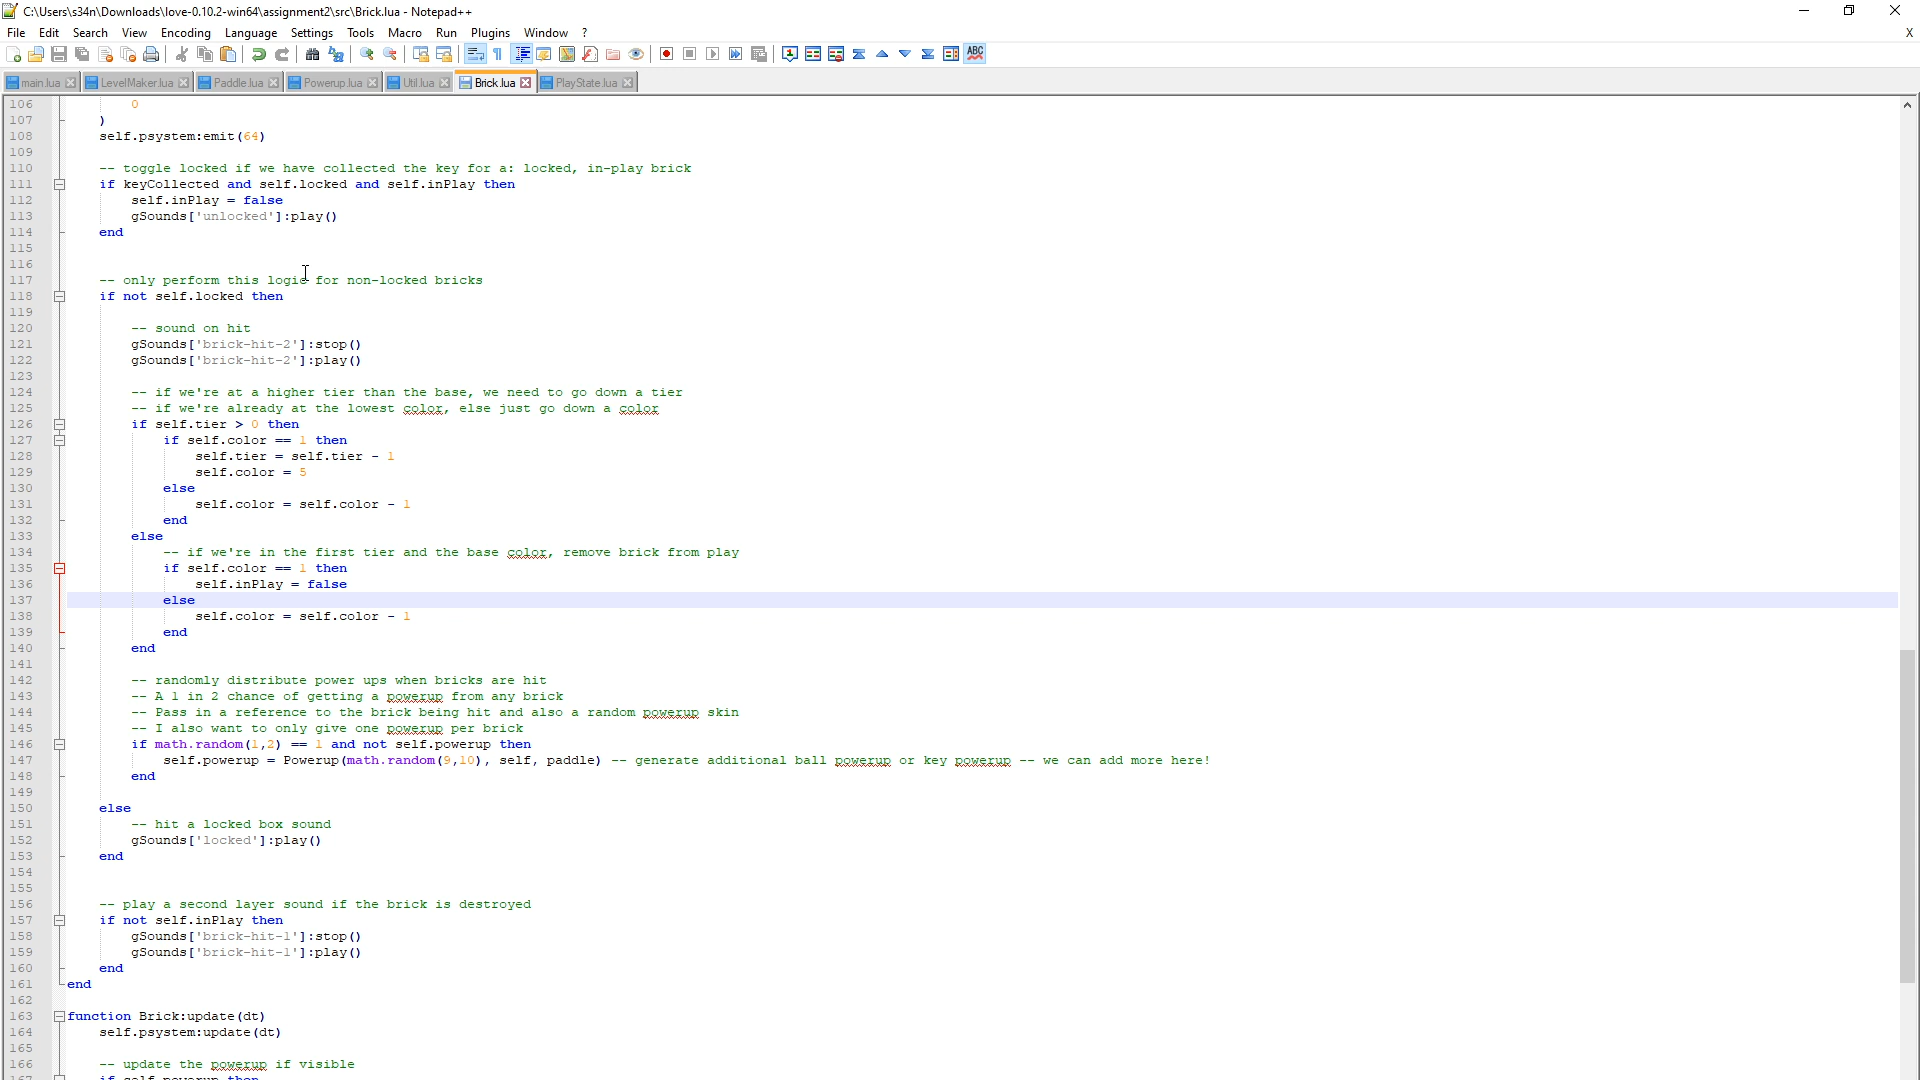 C:\Users\s34n\Downloads\love-0.10.2-win64\assignment2\src\Brick.lua - Notepad++
File Edit Search View Encoding Language Settings Tools Macro Run Plugins Window ? X
main.lua LevelMaker.lua Paddle.lua Powerup.lua Util.lua Brick.lua PlayState.lua
106 0
107 )
108 self.psystem:emit(64)
109
110 -- toggle locked if we have collected the key for a: locked, in-play brick
111 if keyCollected and self.locked and self.inPlay then
112 self.inPlay = false
113 gSounds['unlocked']:play()
114 end
115
116
117 -- only perform this logic for non-locked bricks
118 if not self.locked then
119
120 -- sound on hit
121 gSounds['brick-hit-2']:stop()
122 gSounds['brick-hit-2']:play()
123
124 -- if we're at a higher tier than the base, we need to go down a tier
125 -- if we're already at the lowest color, else just go down a color
126 if self.tier > 0 then
127 if self.color == 1 then
128 self.tier = self.tier - 1
129 self.color = 5
130 else
131 self.color = self.color - 1
132 end
133 else
134 -- if we're in the first tier and the base color, remove brick from play
135 if self.color == 1 then
136 self.inPlay = false
137 else
138 self.color = self.color - 1
139 end
140 end
141
142 -- randomly distribute power ups when bricks are hit
143 -- A 1 in 2 chance of getting a powerup from any brick
144 -- Pass in a reference to the brick being hit and also a random powerup skin
145 -- I also want to only give one powerup per brick
146 if math.random(1,2) == 1 and not self.powerup then
147 self.powerup = Powerup(math.random(9,10), self, paddle) -- generate additional ball powerup or key powerup -- we can add more here!
148 end
149
150 else
151 -- hit a locked box sound
152 gSounds['locked']:play()
153 end
154
155
156 -- play a second layer sound if the brick is destroyed
157 if not self.inPlay then
158 gSounds['brick-hit-1']:stop()
159 gSounds['brick-hit-1']:play()
160 end
161 end
162
163 function Brick:update(dt)
164 self.psystem:update(dt)
165
166 -- update the powerup if visible
167 if self.powerup then